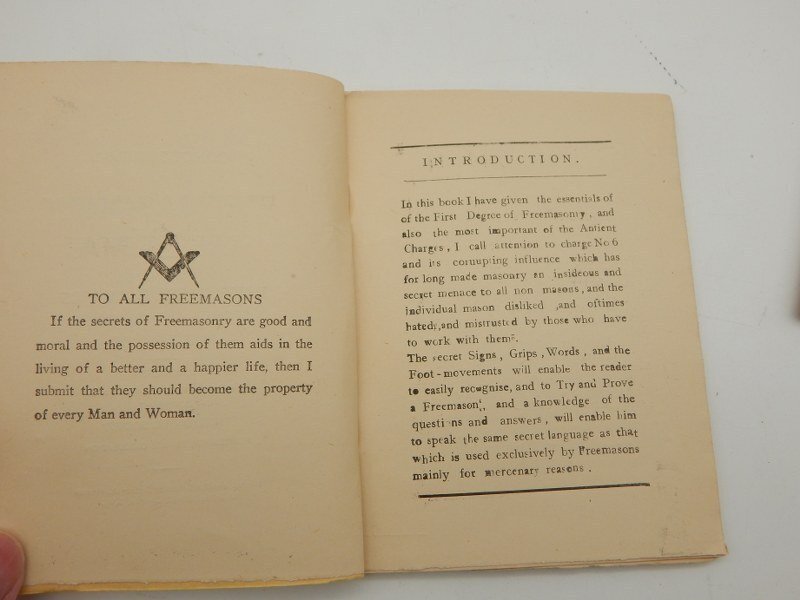 TO ALL FREEMASONS
If the secrets of Freemasonry are good and
moral and the possession of them aids in the
living of a better and a happier life, then I
submit that they should become the property
of every Man and Woman.
INTRODUCTION.
In this book I have given the essentials of
of the First Degree of Freemasonry, and
also the most important of the Antient
Charges, I call attention to charge No 6
and its corrupting influence which has
for long made masonry an insideous and
secret menace to all non masons, and the
individual mason disliked ,and oftimes
hated,and mistrusted by those who have
to work with them.
The secret Signs, Grips, Words, and the
Foot-movements will enable the reader
to easily recognise, and to Try and Prove
a Freemason, and a knowledge of the
questi ns and answers, will enable him
to speak the same secret language as that
which is used exclusively by Freemasons
mainly for mercenary reasons.